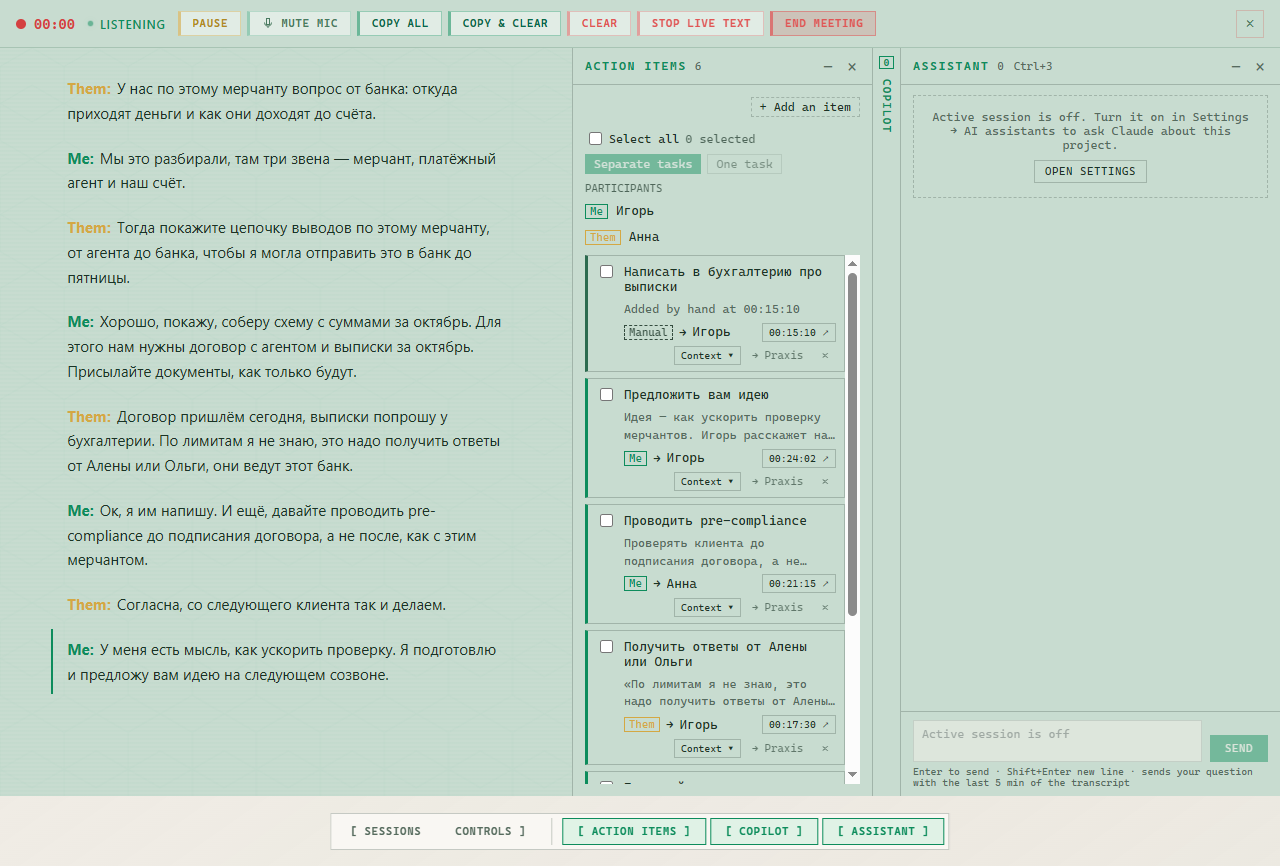 00:00 LISTENING PAUSE MUTE MIC COPY ALL COPY & CLEAR CLEAR STOP LIVE TEXT END MEETING ×
Them: У нас по этому мерчанту вопрос от банка: откуда
приходят деньги и как они доходят до счёта.
Me: Мы это разбирали, там три звена — мерчант, платёжный
агент и наш счёт.
Them: Тогда покажите цепочку выводов по этому мерчанту,
от агента до банка, чтобы я могла отправить это в банк до
пятницы.
Me: Хорошо, покажу, соберу схему с суммами за октябрь. Для
этого нам нужны договор с агентом и выписки за октябрь.
Присылайте документы, как только будут.
Them: Договор пришлём сегодня, выписки попрошу у
бухгалтерии. По лимитам я не знаю, это надо получить ответы
от Алены или Ольги, они ведут этот банк.
Me: Ок, я им напишу. И ещё, давайте проводить pre-
compliance до подписания договора, а не после, как с этим
мерчантом.
Them: Согласна, со следующего клиента так и делаем.
Me: У меня есть мысль, как ускорить проверку. Я подготовлю
и предложу вам идею на следующем созвоне.
ACTION ITEMS 6 — ×
+ Add an item
Select all 0 selected
Separate tasks One task
PARTICIPANTS
Me Игорь
Them Анна
Написать в бухгалтерию про
выписки
Added by hand at 00:15:10
Manual → Игорь 00:15:10 ↗
Context ▾ → Praxis ×
Предложить вам идею
Идея — как ускорить проверку
мерчантов. Игорь расскажет на…
Me → Игорь 00:24:02 ↗
Context ▾ → Praxis ×
Проводить pre-compliance
Проверять клиента до
подписания договора, а не…
Me → Анна 00:21:15 ↗
Context ▾ → Praxis ×
Получить ответы от Алены
или Ольги
«По лимитам я не знаю, это
надо получить ответы от Алены…
Them → Игорь 00:17:30 ↗
Context ▾ → Praxis ×
0 COPILOT
ASSISTANT 0 Ctrl+3 — ×
Active session is off. Turn it on in Settings
→ AI assistants to ask Claude about this
project.
OPEN SETTINGS
Active session is off
SEND
Enter to send · Shift+Enter new line · sends your question
with the last 5 min of the transcript
[ SESSIONS CONTROLS ] [ ACTION ITEMS ] [ COPILOT ] [ ASSISTANT ]